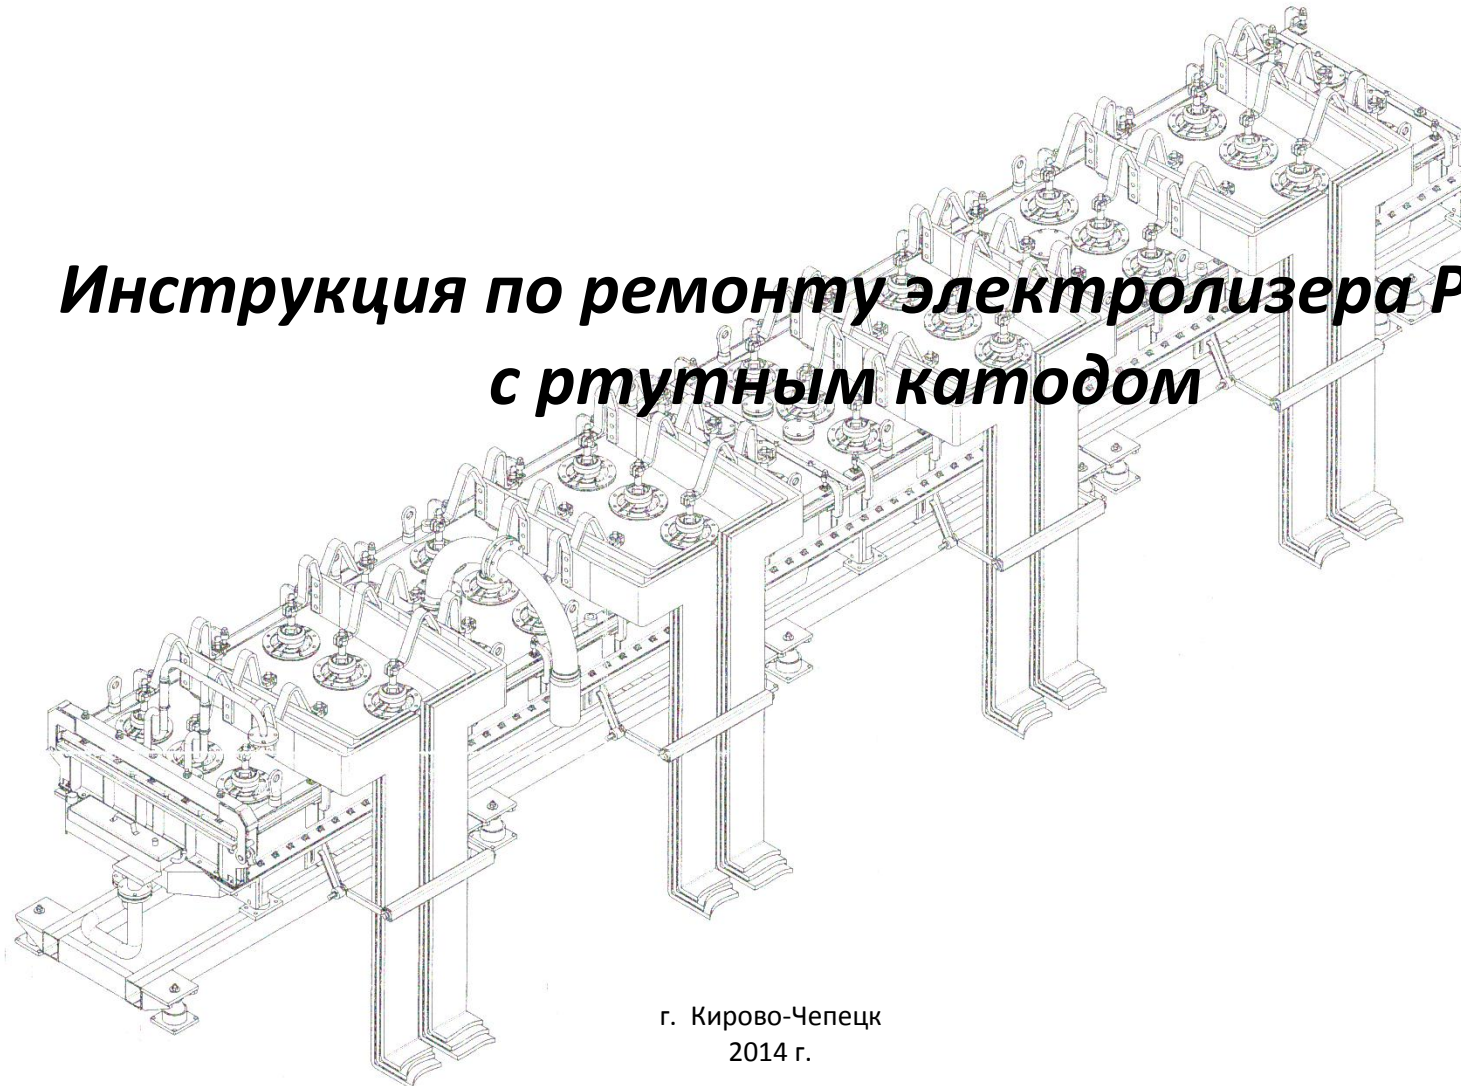 Инструкция по ремонту электролизера Р
с ртутным катодом
г. Кирово-Чепецк
2014 г.